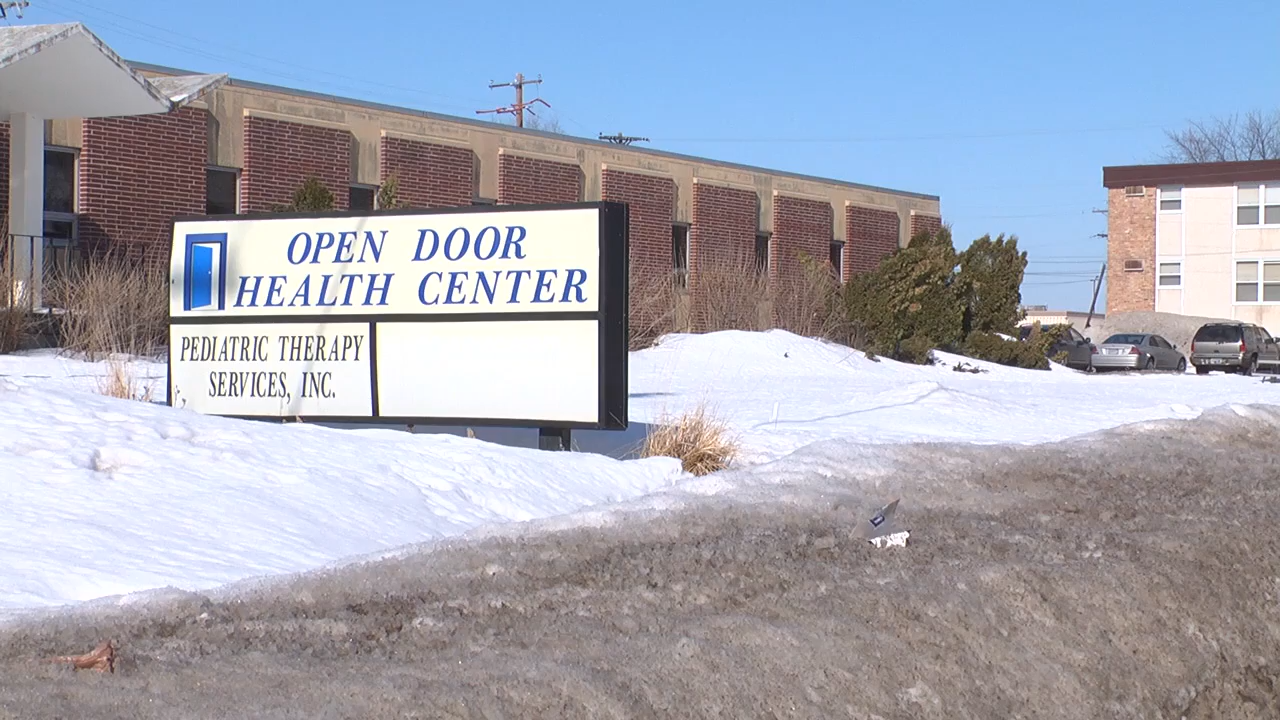 OPEN DOOR
HEALTH CENTER
PEDIATRIC THERAPY
SERVICES, INC.